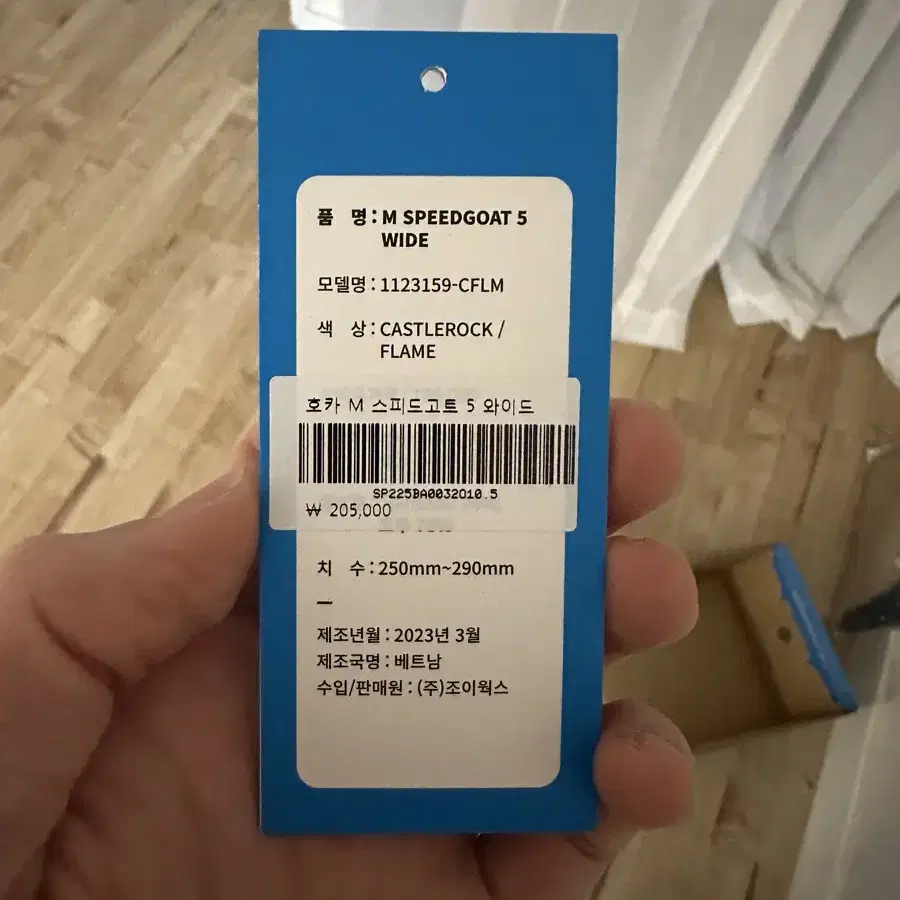 품 명 : M SPEEDGOAT 5
WIDE
모델명 : 1123159-CFLM
색 상 : CASTLEROCK /
FLAME
호카 M 스피드고트 5 와이드
SP225BA0032010.5
₩ 205,000
치 수 : 250mm~290mm
—
제조년월 : 2023년 3월
제조국명 : 베트남
수입/판매원 : (주)조이웍스